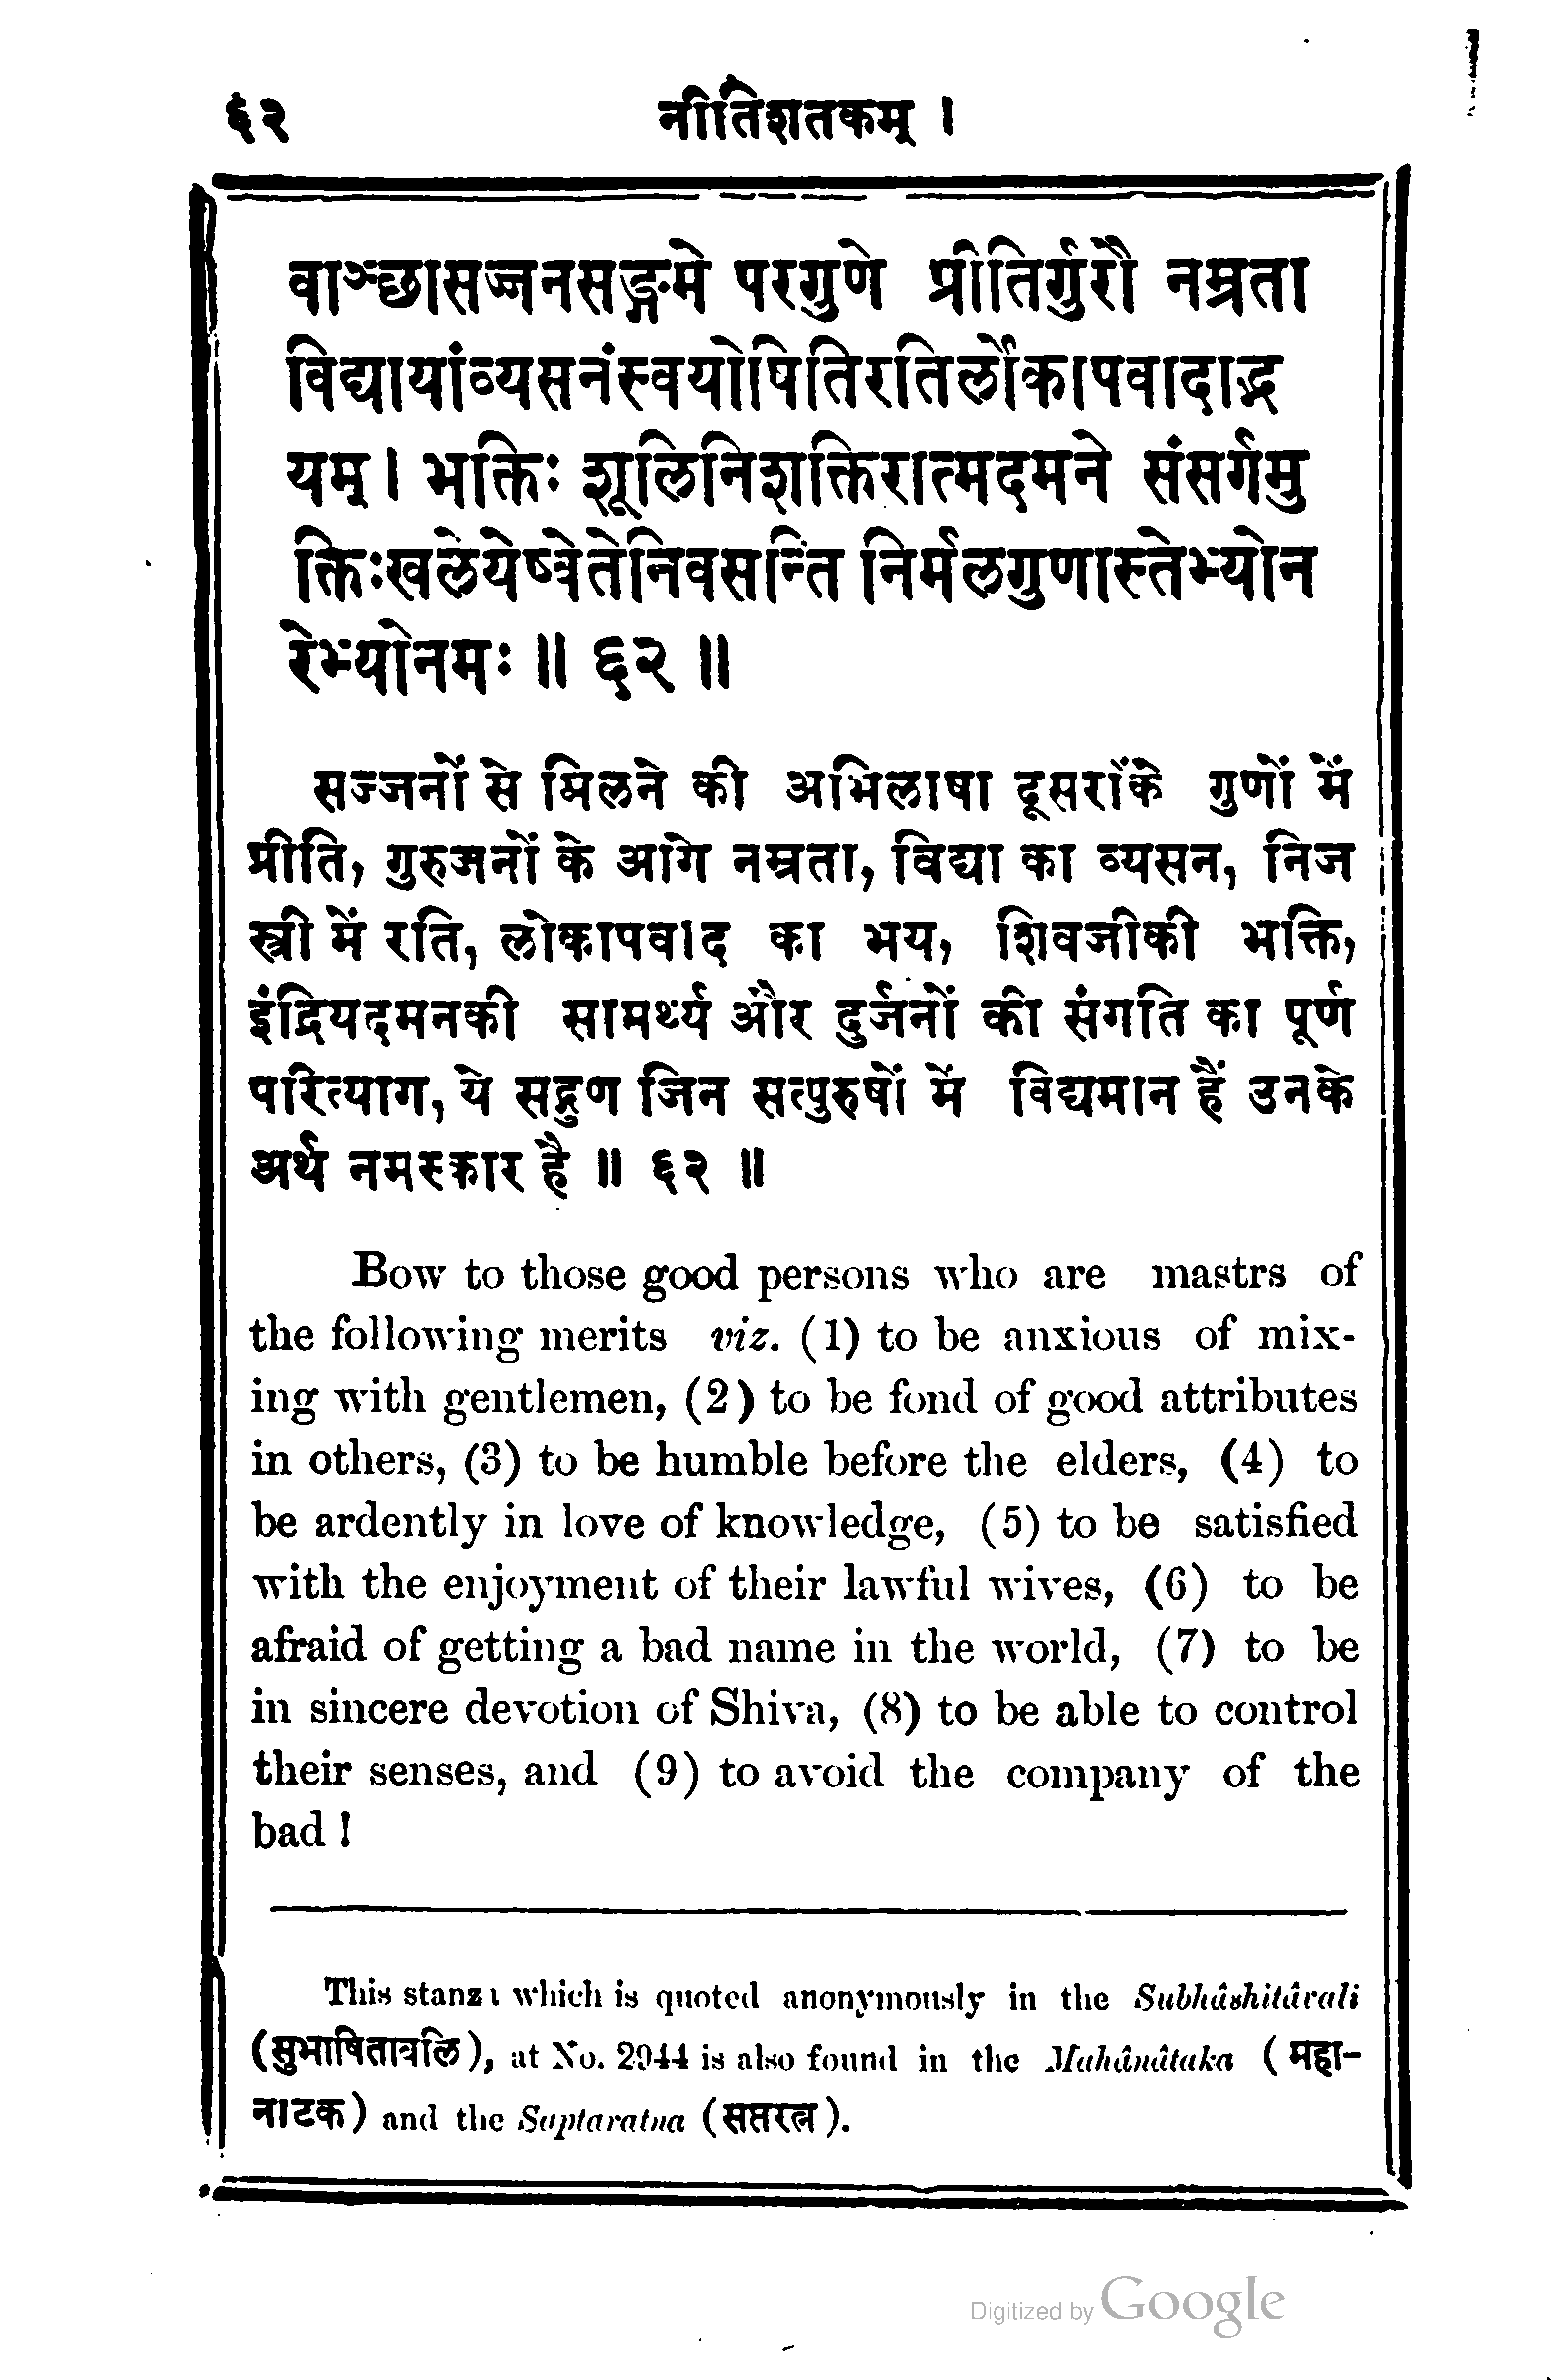 ६२ नीतिशतकम् ।
वाञ्छासज्जनसङ्गमे परगुणे प्रीतिर्गुरौ नम्रता
विद्यायांव्यसनंस्वयोषितिरतिर्लोकापवादाद्भ
यम् । भक्तिः शूलिनिशक्तिरात्मदमने संसर्गमु
क्तिःखलेयेष्वेतेनिवसन्ति निर्मलगुणास्तेभ्योन
रेभ्योनमः ॥ ६२ ॥
सज्जनों से मिलने की अभिलाषा दूसरोंके गुणों में
प्रीति, गुरुजनों के आगे नम्रता, विद्या का व्यसन, निज
स्त्री में रति, लोकापवाद का भय, शिवजीकी भक्ति,
इंद्रियदमनकी सामर्थ्य और दुर्जनों की संगति का पूर्ण
परित्याग, ये सद्गुण जिन सत्पुरुषों में विद्यमान हैं उनके
अर्थ नमस्कार है ॥ ६२ ॥
Bow to those good persons who are mastrs of
the following merits viz. (1) to be anxious of mix-
ing with gentlemen, (2) to be fond of good attributes
in others, (3) to be humble before the elders, (4) to
be ardently in love of knowledge, (5) to be satisfied
with the enjoyment of their lawful wives, (6) to be
afraid of getting a bad name in the world, (7) to be
in sincere devotion of Shiva, (8) to be able to control
their senses, and (9) to avoid the company of the
bad !
This stanza which is quoted anonymously in the Subhâshitâvali
(सुभाषितावलि), at No. 2944 is also found in the Mahânâtaka ( महा-
नाटक) and the Saptaratna (सप्तरत्न).
Digitized by Google